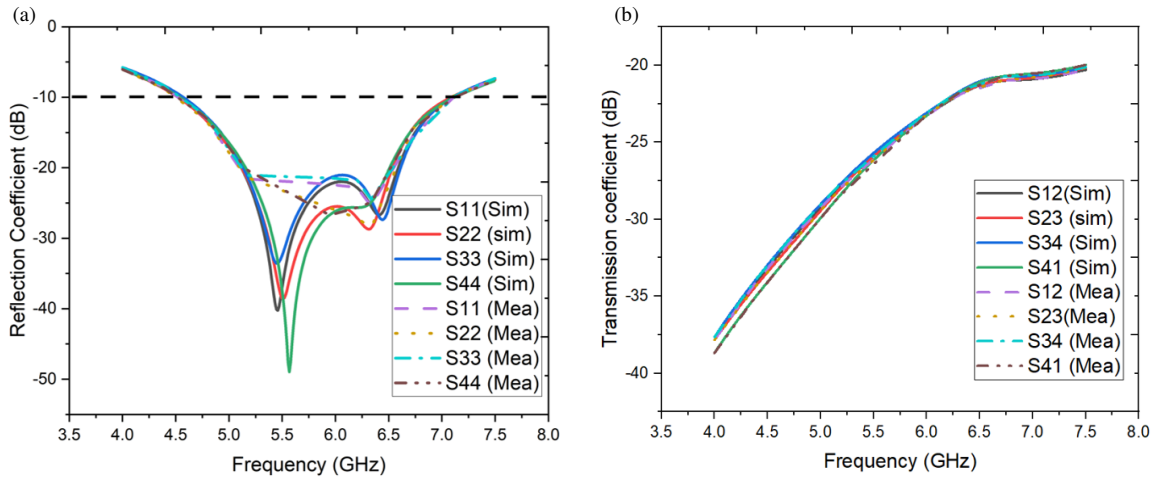 (a)
0
-10
-20
-30
-40
-50
Reflection Coefficient (dB)
S11(Sim)
S22 (sim)
S33 (Sim)
S44 (Sim)
S11 (Mea)
S22 (Mea)
S33 (Mea)
S44 (Mea)
3.5 4.0 4.5 5.0 5.5 6.0 6.5 7.0 7.5 8.0
Frequency (GHz)
(b)
-20
-25
-30
-35
-40
Transmission coefficient (dB)
S12(Sim)
S23 (sim)
S34 (Sim)
S41 (Sim)
S12 (Mea)
S23(Mea)
S34 (Mea)
S41 (Mea)
3.5 4.0 4.5 5.0 5.5 6.0 6.5 7.0 7.5 8.0
Frequency (GHz)